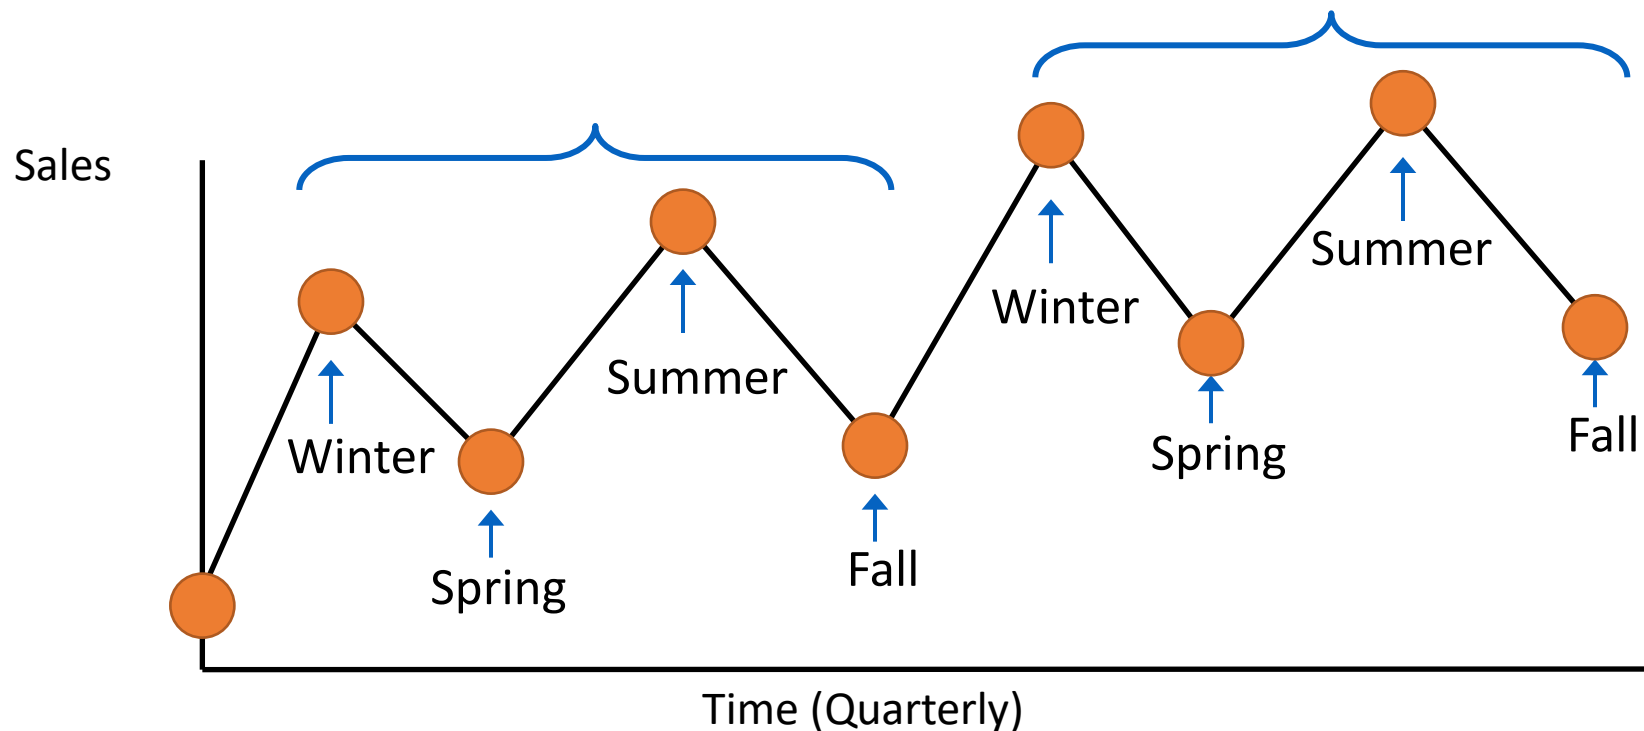 Sales
Winter
Spring
Summer
Fall
Winter
Spring
Summer
Fall
Time (Quarterly)